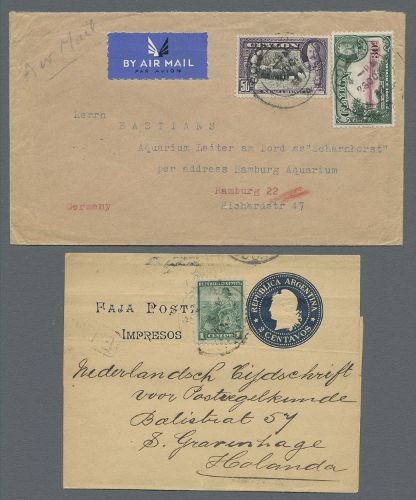 Air Mail
BY AIR MAIL
PAR AVION
CEYLON
Herrn
BASTIANS
Aquarium Leiter am Bord ss"Scharnhorst"
per address Hamburg Aquarium
Hamburg 22
Germany
Richardstr 47
FAJA POSTA
IMPRESOS
REPUBLICA ARGENTINA
2 CENTAVOS
Nederlandsch Tijdschrift
voor Postzegelkunde
Balistraat 57
S. Gravenhage
Holanda